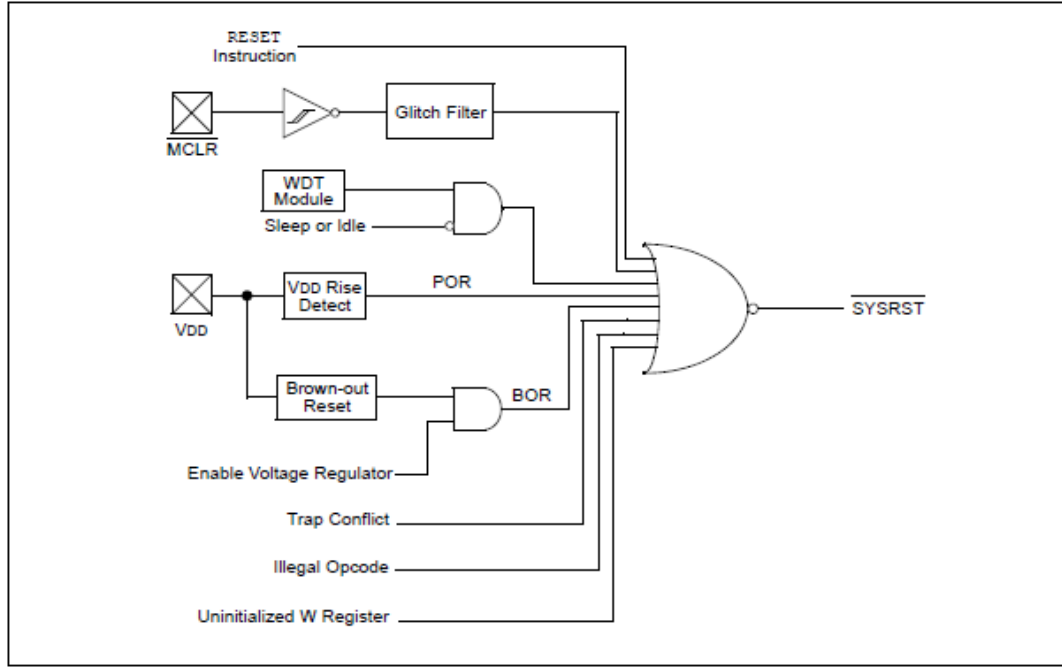 RESET
Instruction
Glitch Filter
MCLR
WDT
Module
Sleep or Idle
VDD Rise
Detect
POR
SYSRST
VDD
Brown-out
Reset
BOR
Enable Voltage Regulator
Trap Conflict
Illegal Opcode
Uninitialized W Register